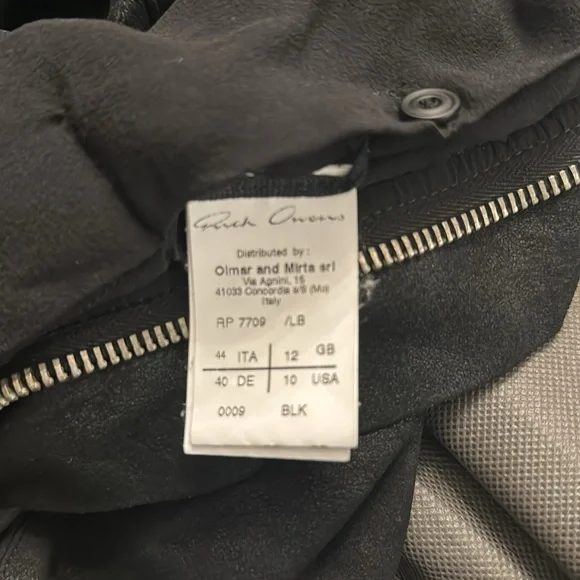 Rick Owens
Distributed by :
Olmar and Mirta srl
Via Agnini, 15
41033 Concordia s/S (Mo)
Italy
RP 7709 /LB
44 ITA 12 GB
40 DE 10 USA
0009 BLK